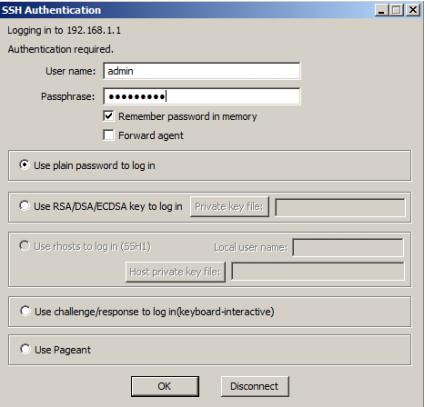 SSH Authentication
Logging in to 192.168.1.1
Authentication required.
User name: admin
Passphrase: ●●●●●●●●●
Remember password in memory
Forward agent
Use plain password to log in
Use RSA/DSA/ECDSA key to log in Private key file:
Use rhosts to log in (SSH1) Local user name:
Host private key file:
Use challenge/response to log in(keyboard-interactive)
Use Pageant
OK Disconnect